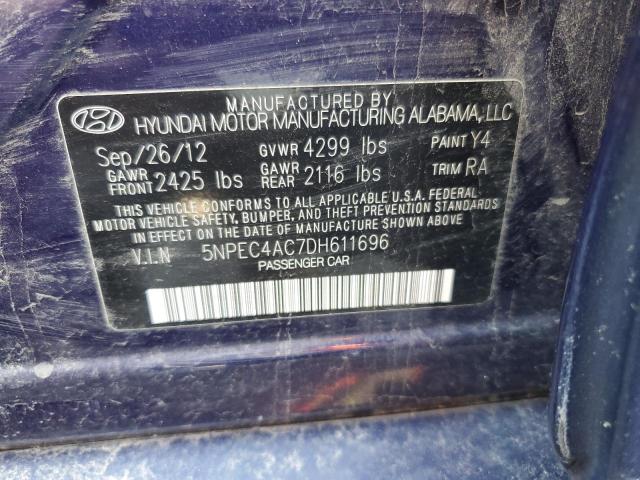 MANUFACTURED BY
HYUNDAI MOTOR MANUFACTURING ALABAMA, LLC
Sep/26/12 GVWR 4299 lbs PAINT Y4
GAWR FRONT 2425 lbs GAWR REAR 2116 lbs TRIM RA
THIS VEHICLE CONFORMS TO ALL APPLICABLE U.S.A. FEDERAL
MOTOR VEHICLE SAFETY, BUMPER, AND THEFT PREVENTION STANDARDS
IN EFFECT ON THE DATE OF MANUFACTURE SHOWN ABOVE.
V.I.N 5NPEC4AC7DH611696
PASSENGER CAR